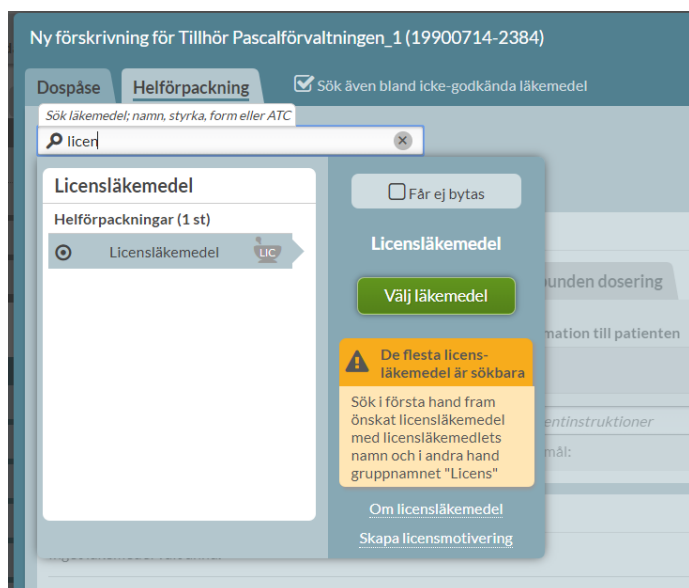 Ny förskrivning för Tillhör Pascalförvaltningen_1 (19900714-2384)
Dospåse Helförpackning Sök även bland icke-godkända läkemedel
Sök läkemedel; namn, styrka, form eller ATC
licen
Licensläkemedel
Helförpackningar (1 st)
Licensläkemedel LIC
Får ej bytas
Licensläkemedel
Välj läkemedel
De flesta licens-
läkemedel är sökbara
Sök i första hand fram
önskat licensläkemedel
med licensläkemedlets
namn och i andra hand
gruppnamnet "Licens"
Om licensläkemedel
Skapa licensmotivering
unden dosering
mation till patienten
entinstruktioner
mål: